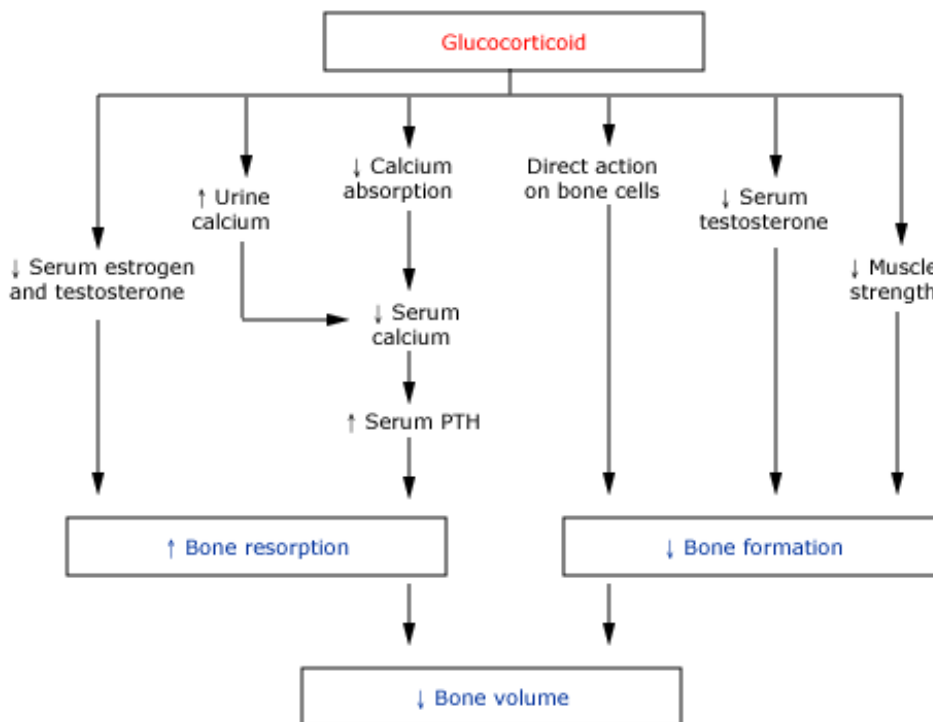 Glucocorticoid
↓ Calcium
absorption
Direct action
on bone cells
↑ Urine
calcium
↓ Serum
testosterone
↓ Serum estrogen
and testosterone
↓ Muscle
strength
↓ Serum
calcium
↑ Serum PTH
↑ Bone resorption
↓ Bone formation
↓ Bone volume